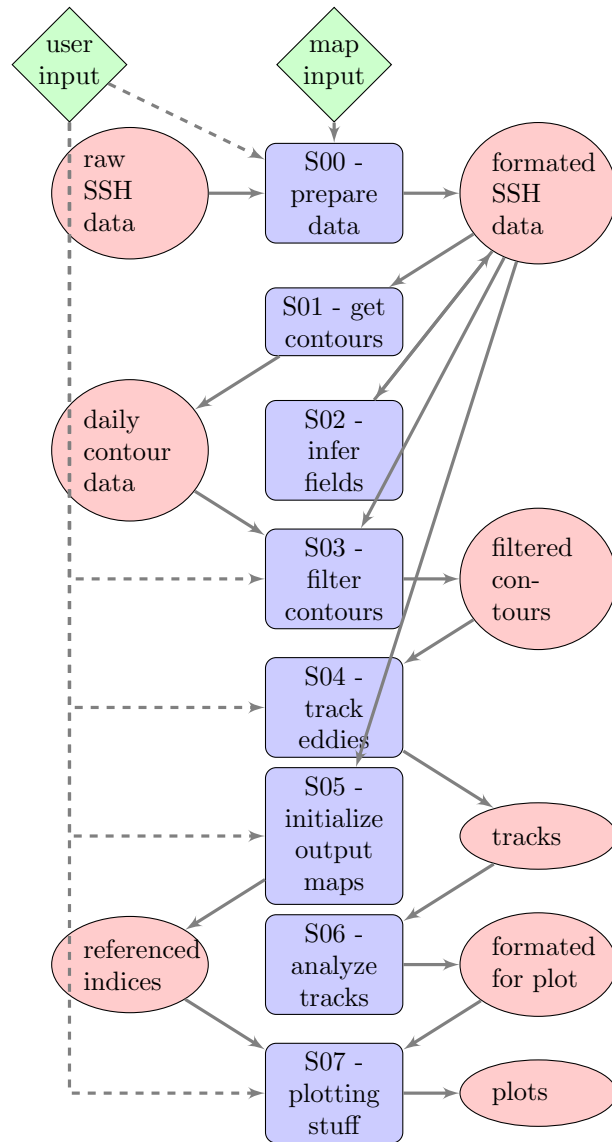 user
input
map
input
raw
SSH
data
S00 -
prepare
data
formated
SSH
data
S01 - get
contours
daily
contour
data
S02 -
infer
fields
S03 -
filter
contours
filtered
con-
tours
S04 -
track
eddies
S05 -
initialize
output
maps
tracks
referenced
indices
S06 -
analyze
tracks
formated
for plot
S07 -
plotting
stuff
plots